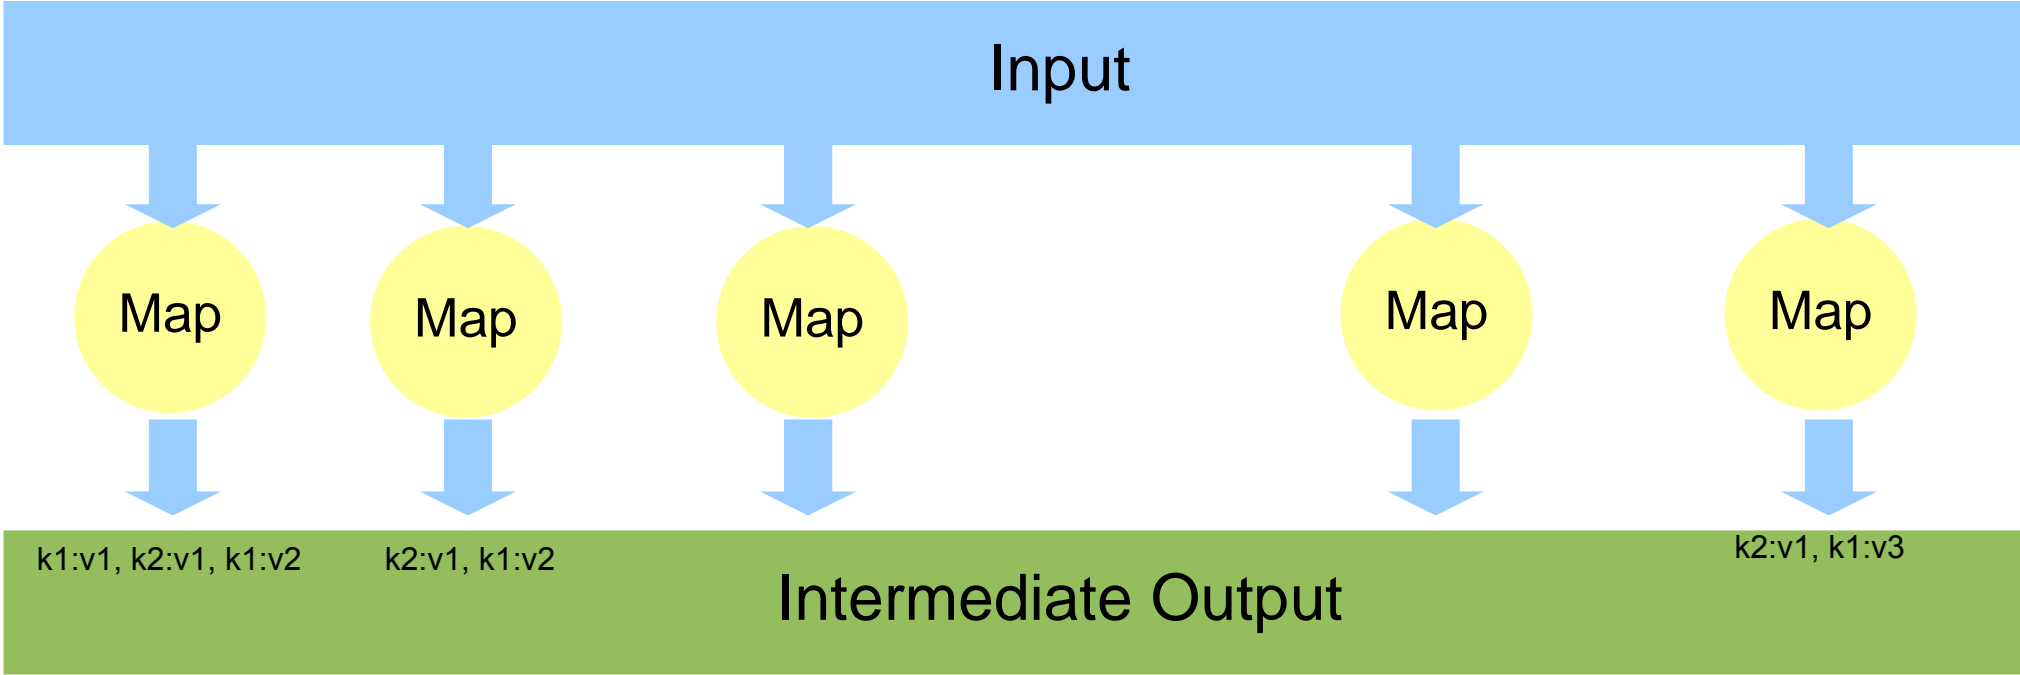 Input
Map Map Map Map Map
k1:v1, k2:v1, k1:v2 k2:v1, k1:v2 k2:v1, k1:v3
Intermediate Output